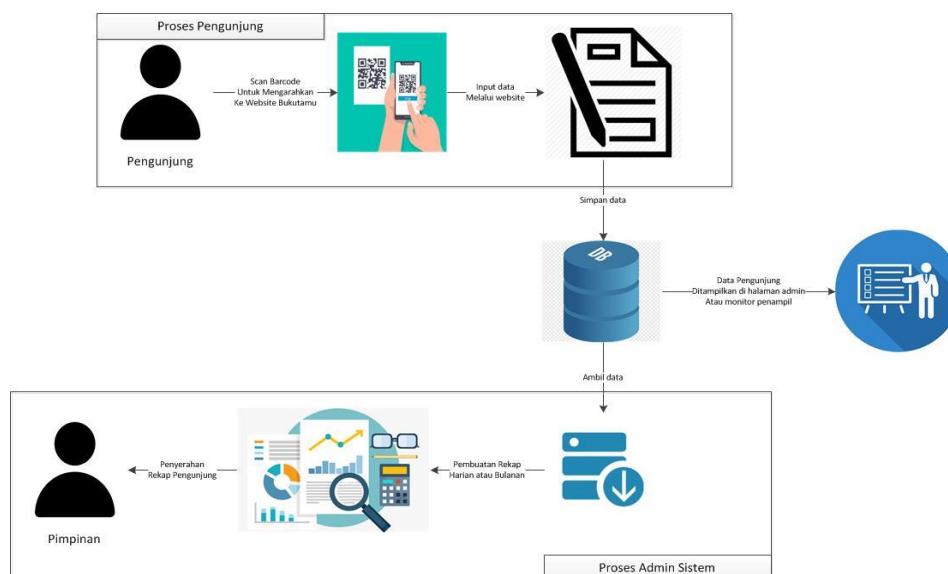 Proses Pengunjung
Scan Barcode
Untuk Mengarahkan
Ke Website Bukutamu
Input data
Melalui website
Pengunjung
Simpan data
DB
Data Pengunjung
Ditampilkan di halaman admin
Atau monitor penampil
Ambil data
Penyerahan
Rekap Pengunjung
Pembuatan Rekap
Harian atau Bulanan
Pimpinan
Proses Admin Sistem